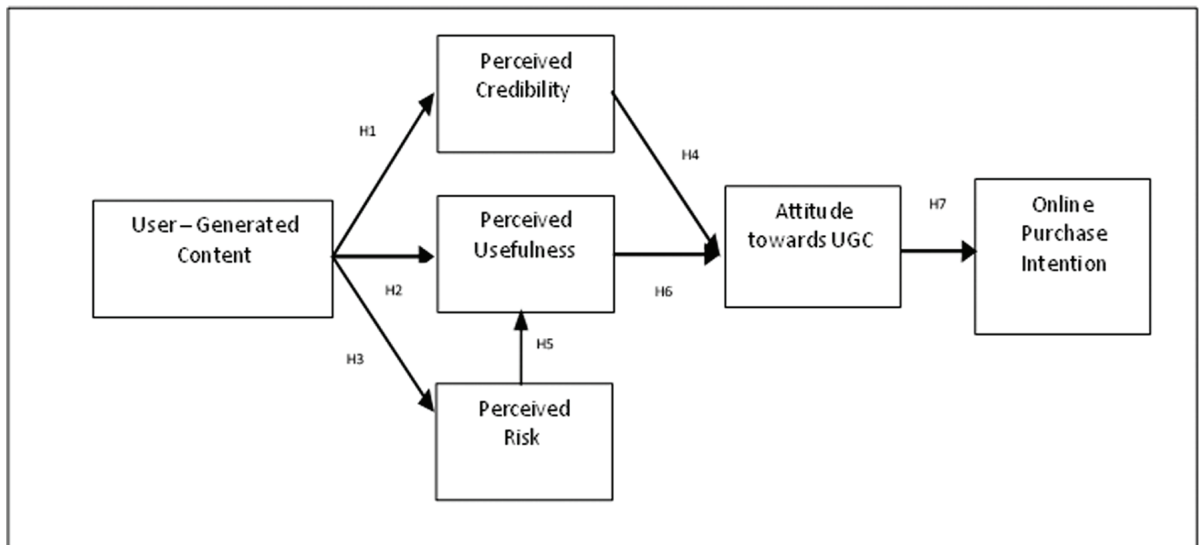 Perceived
Credibility
H1
H4
User–Generated
Content
Perceived
Usefulness
Attitude
towards UGC
H7
Online
Purchase
Intention
H2
H6
H3
H5
Perceived
Risk